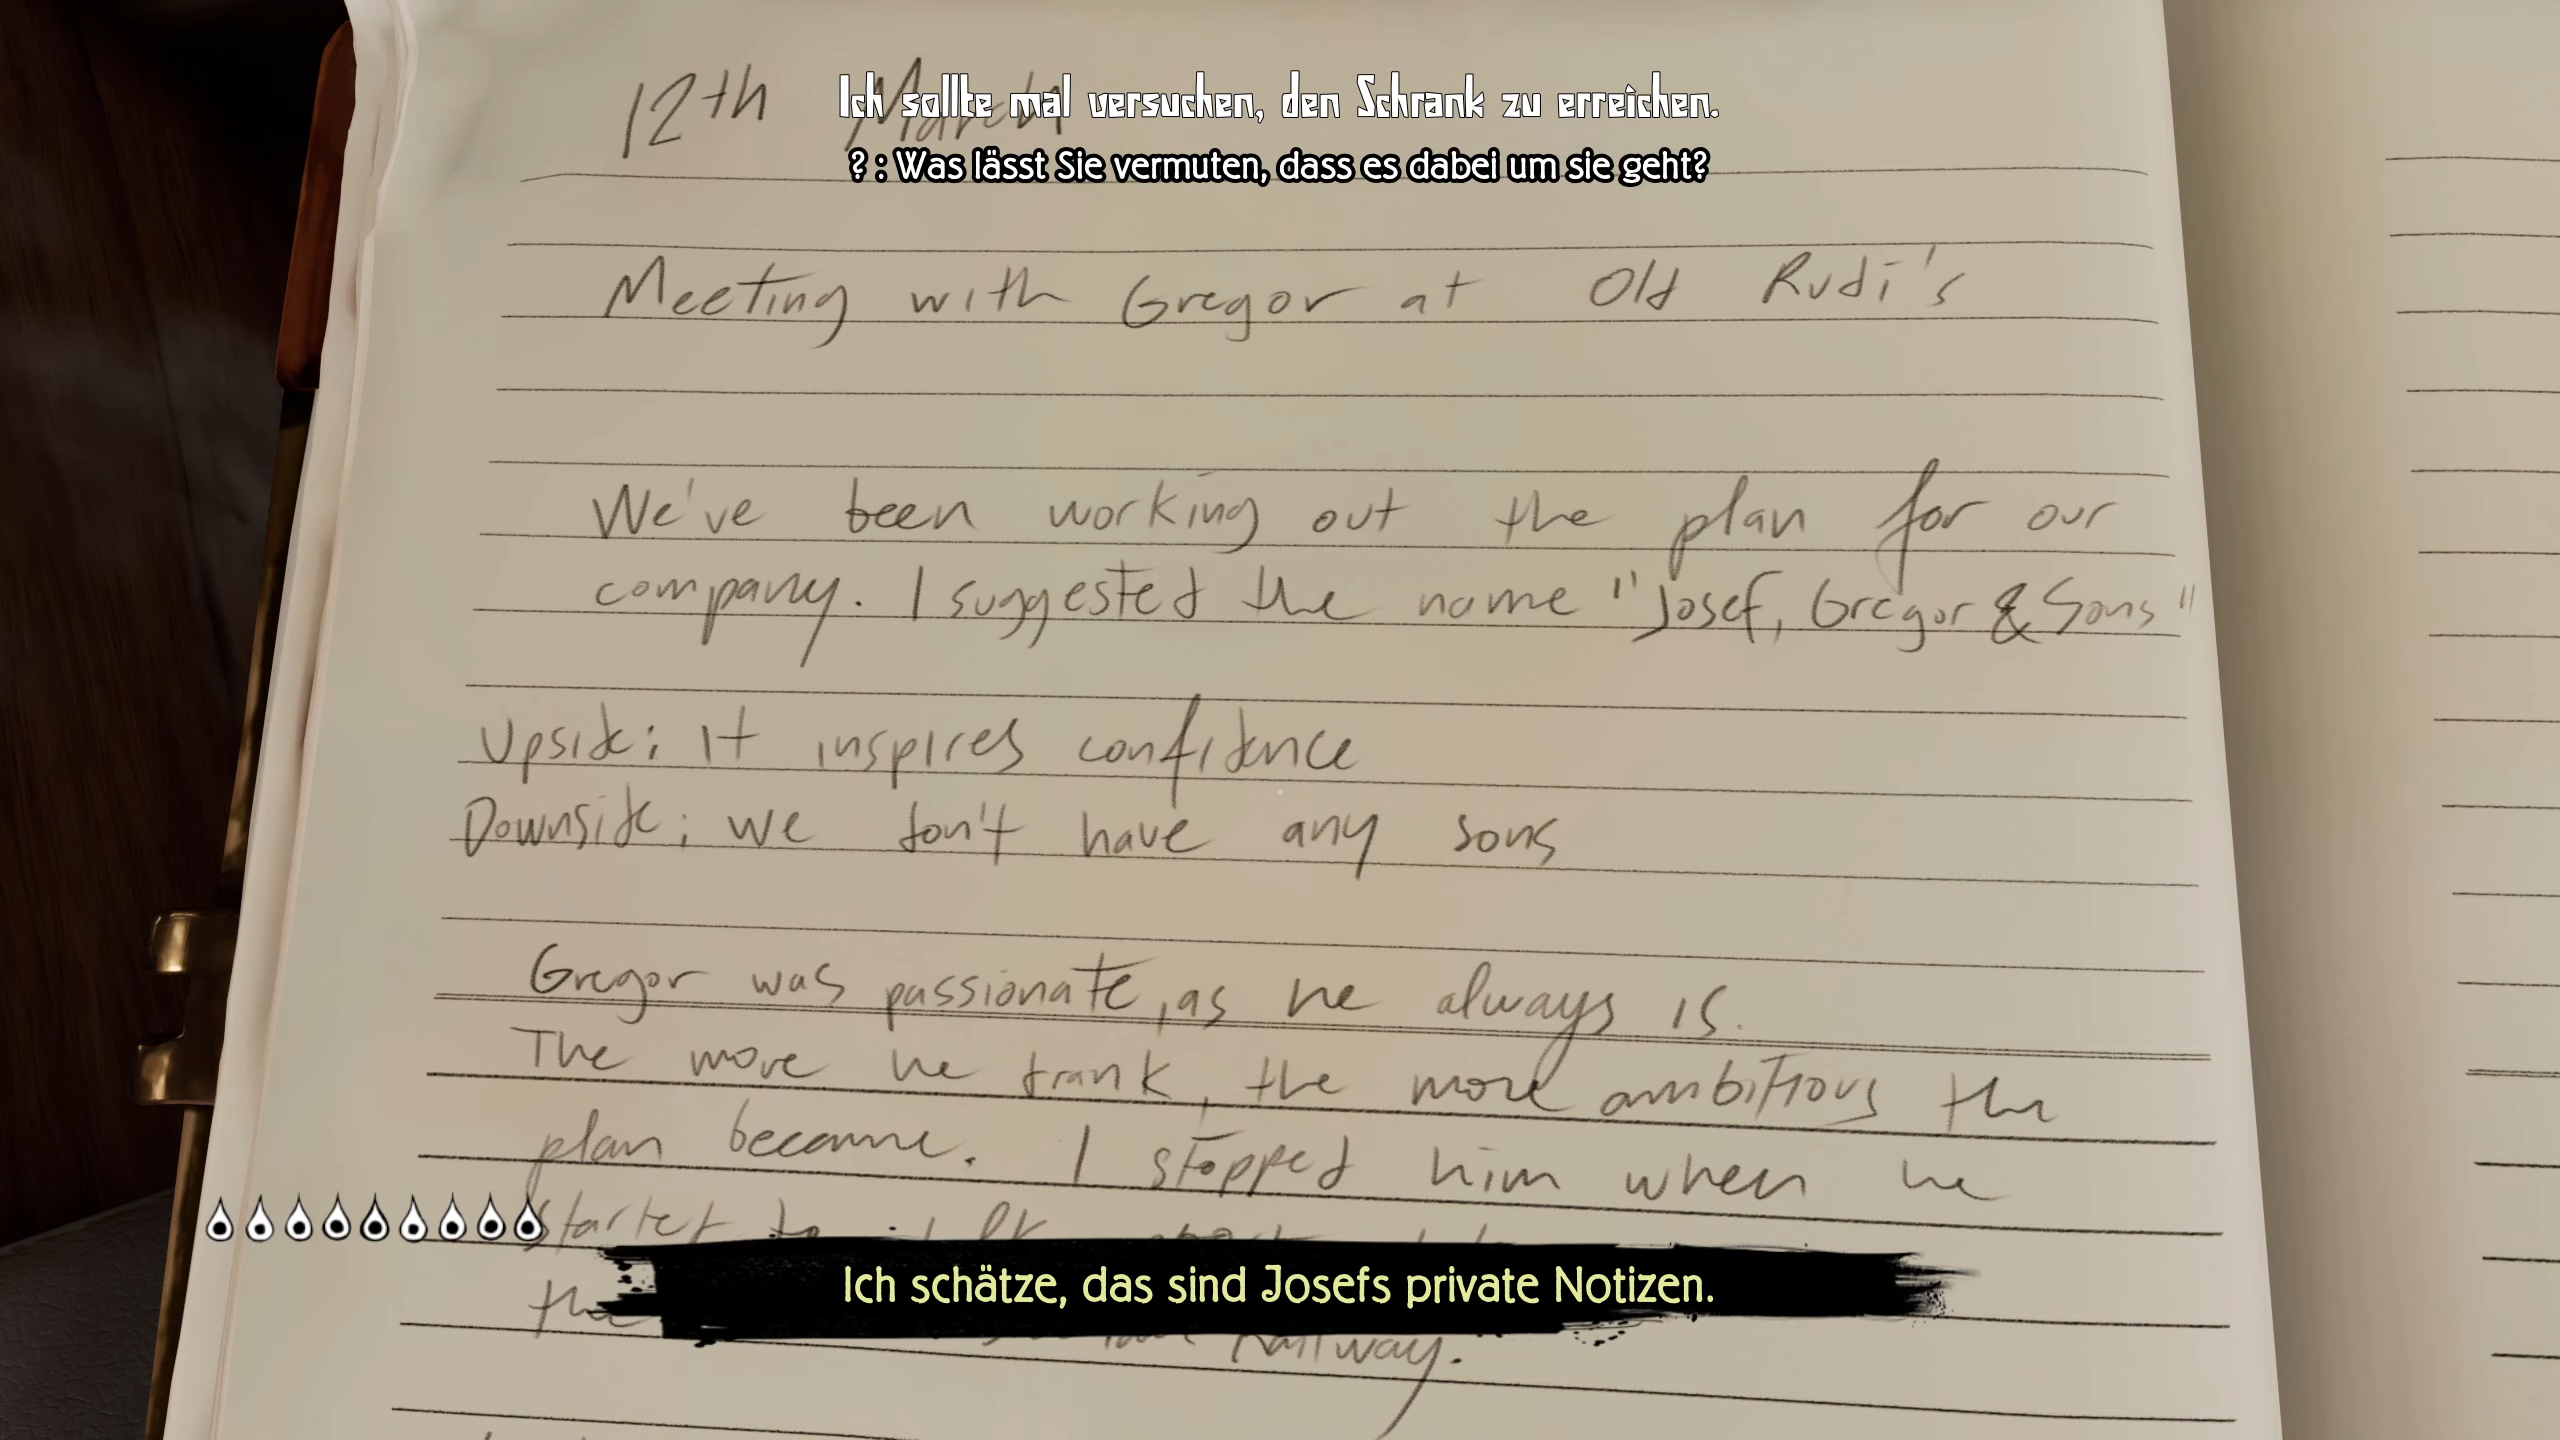 12th March
Ich sollte mal versuchen, den Schrank zu erreichen.
? : Was lässt Sie vermuten, dass es dabei um sie geht?
Meeting with Gregor at Old Rudi's
We've been working out the plan for our
company. I suggested the name "Josef, Gregor & Sons"
Upside: It inspires confidence
Downside: we don't have any sons
Gregor was passionate, as he always is.
The more he drank, the more ambitious the
plan became. I stopped him when he
started to
Ich schätze, das sind Josefs private Notizen.
Railway.